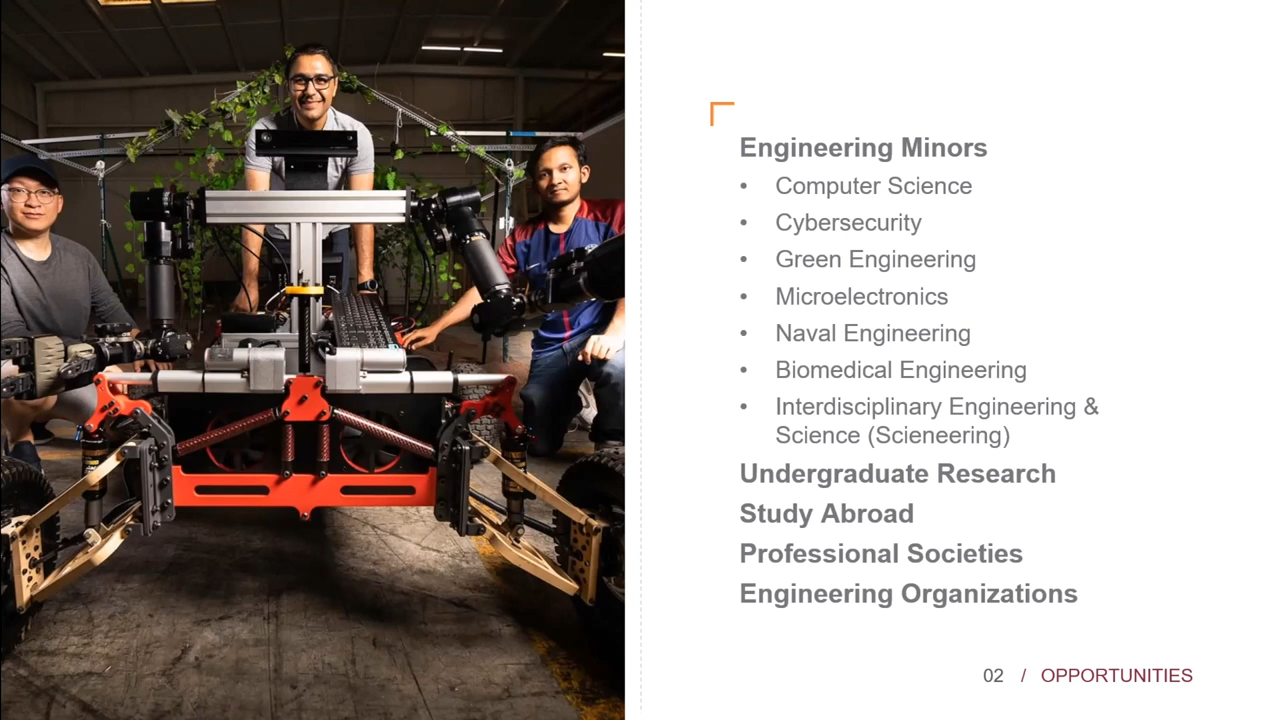 Engineering Minors
• Computer Science
• Cybersecurity
• Green Engineering
• Microelectronics
• Naval Engineering
• Biomedical Engineering
• Interdisciplinary Engineering &
Science (Scieneering)
Undergraduate Research
Study Abroad
Professional Societies
Engineering Organizations
02 / OPPORTUNITIES